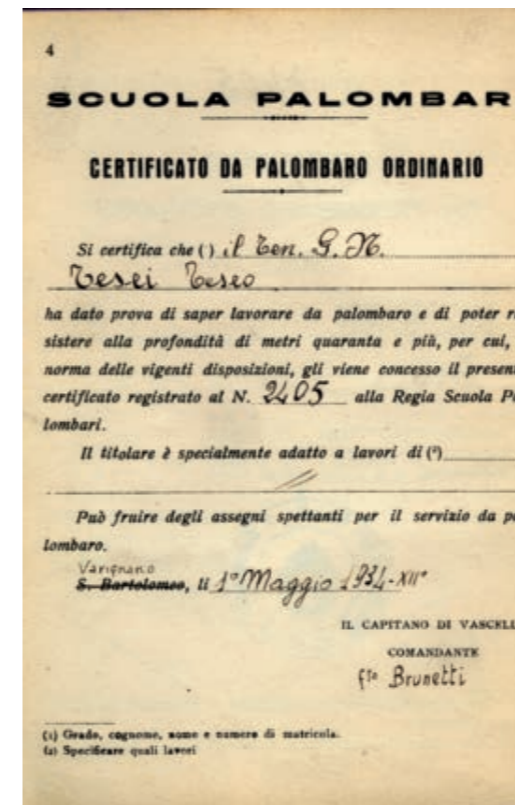 4
SCUOLA PALOMBAR
CERTIFICATO DA PALOMBARO ORDINARIO
Si certifica che ( ) il Ten. G. N.
Tesei Teseo
ha dato prova di saper lavorare da palombaro e di poter r
sistere alla profondità di metri quaranta e più, per cui,
norma delle vigenti disposizioni, gli viene concesso il presen
certificato registrato al N. 2405 alla Regia Scuola P
lombari.
Il titolare è specialmente adatto a lavori di (²)
Può fruire degli assegni spettanti per il servizio da p
lombaro.
Varignano
S. Bartolomeo, li 1° Maggio 1934-XII°
IL CAPITANO DI VASCELL
COMANDANTE
fto Brunetti
(1) Grado, cognome, nome e numero di matricola.
(2) Specificare quali lavori